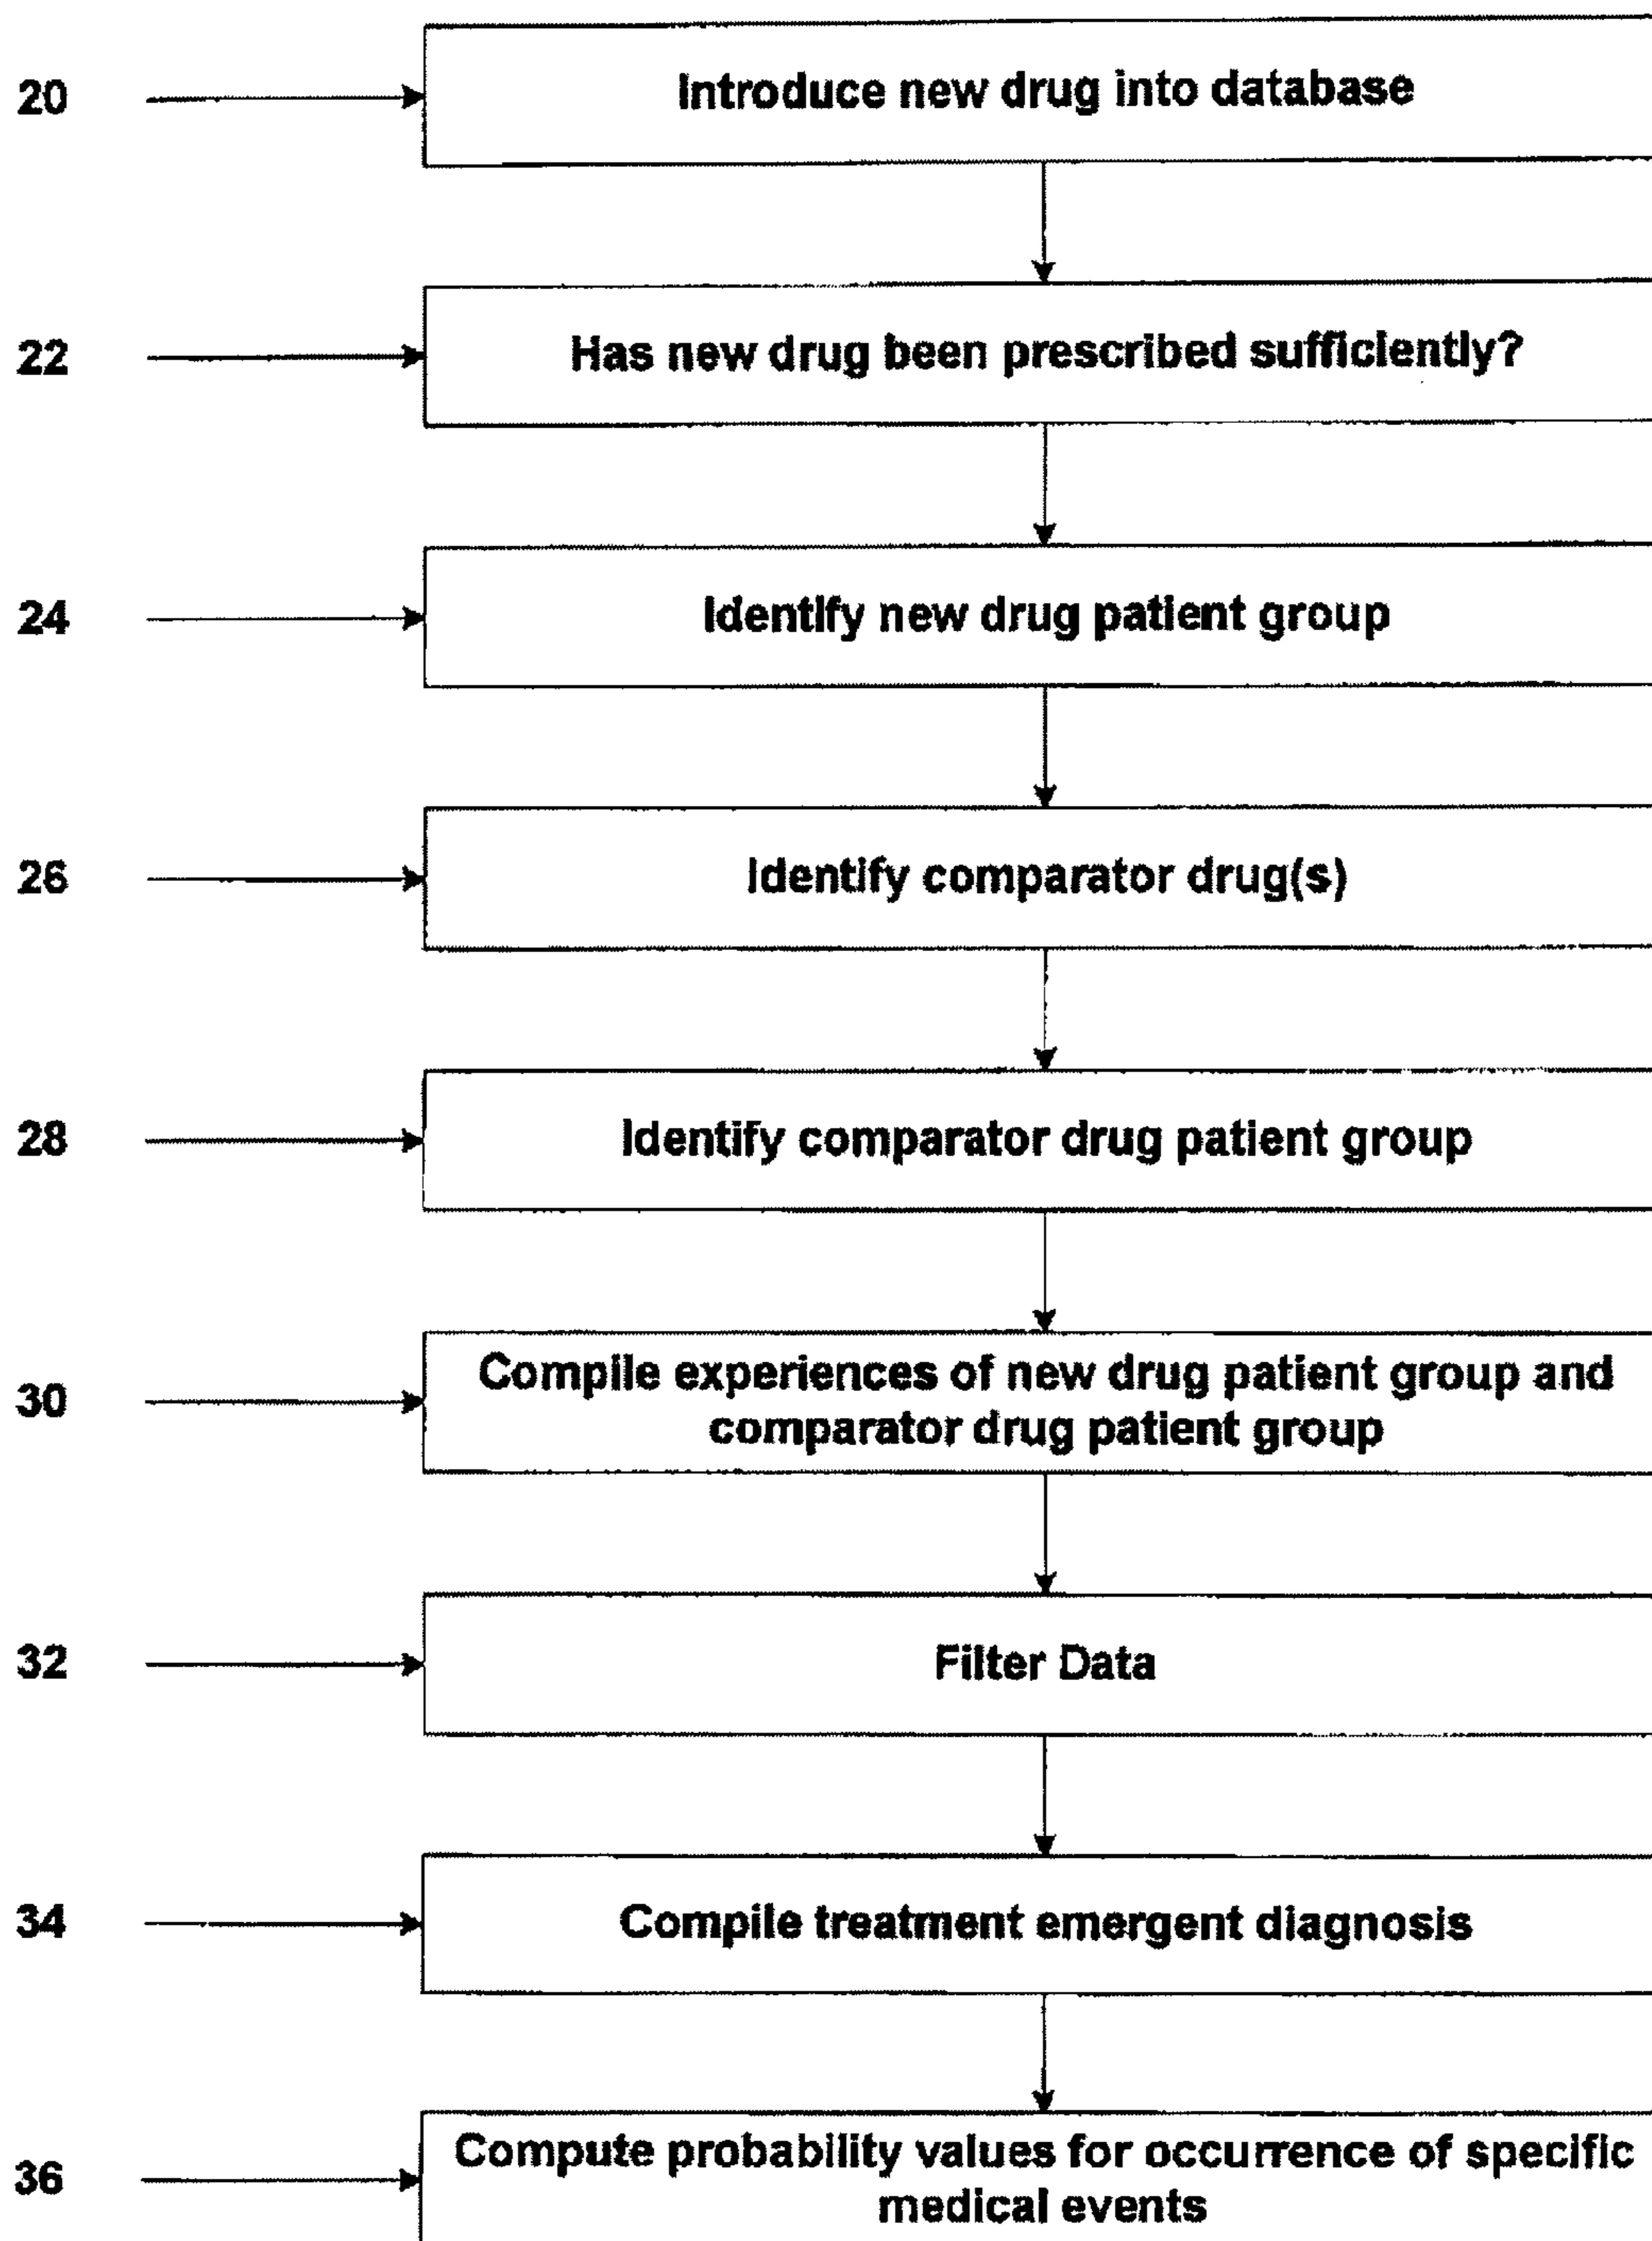 20
Introduce new drug into database
22
Has new drug been prescribed sufficiently?
24
Identify new drug patient group
26
Identify comparator drug(s)
28
Identify comparator drug patient group
30
Compile experiences of new drug patient group and
comparator drug patient group
32
Filter Data
34
Compile treatment emergent diagnosis
36
Compute probability values for occurrence of specific
medical events